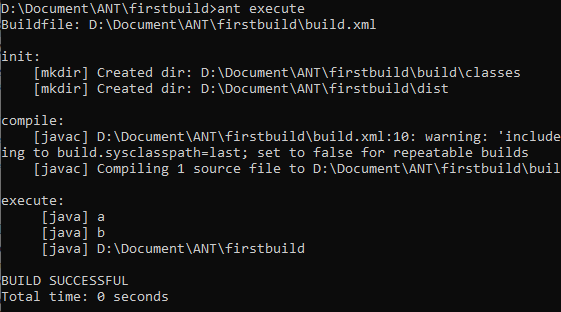 D:\Document\ANT\firstbuild>ant execute
Buildfile: D:\Document\ANT\firstbuild\build.xml
init:
[mkdir] Created dir: D:\Document\ANT\firstbuild\build\classes
[mkdir] Created dir: D:\Document\ANT\firstbuild\dist
compile:
[javac] D:\Document\ANT\firstbuild\build.xml:10: warning: 'include
ing to build.sysclasspath=last; set to false for repeatable builds
[javac] Compiling 1 source file to D:\Document\ANT\firstbuild\buil
execute:
[java] a
[java] b
[java] D:\Document\ANT\firstbuild
BUILD SUCCESSFUL
Total time: 0 seconds